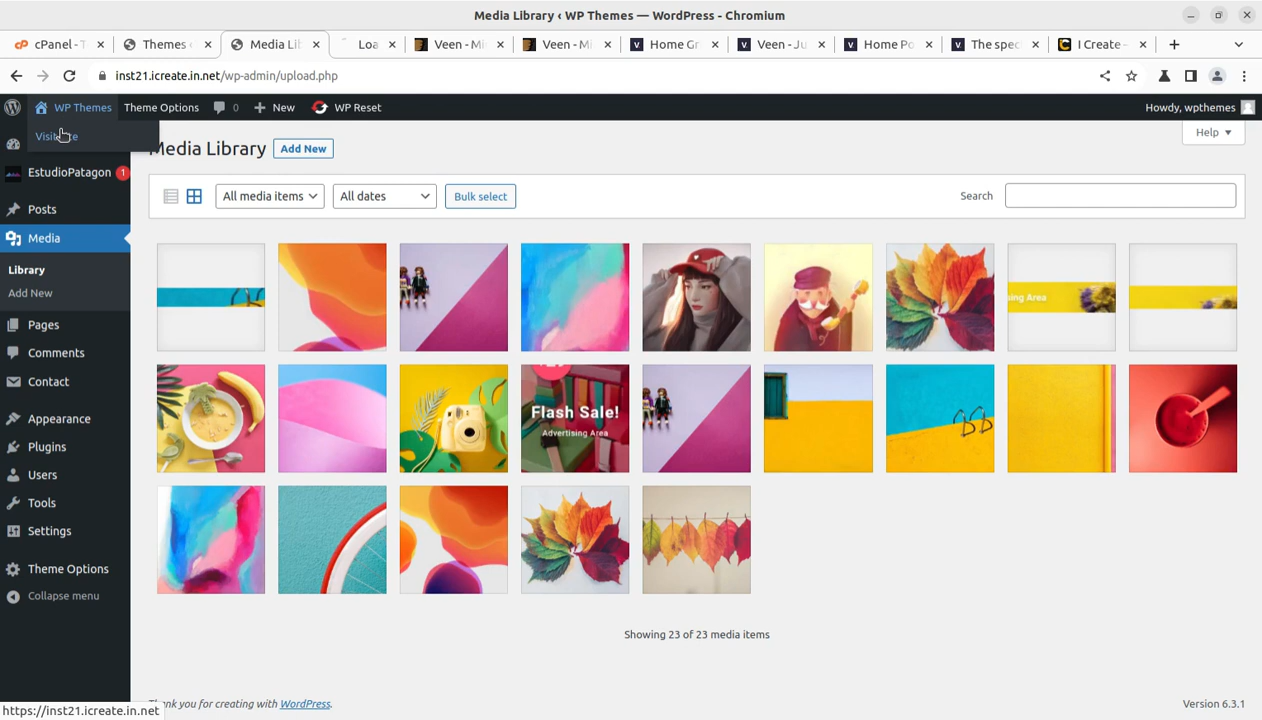 Media Library ‹ WP Themes — WordPress - Chromium
cPanel - T
Themes ‹
Media Lib
Loa
Veen - Mi
Veen - Mi
Home Gr
Veen - Ju
Home Po
The spec
I Create -
inst21.icreate.in.net/wp-admin/upload.php
WP Themes
Theme Options
0
New
WP Reset
Howdy, wpthemes
Visit Site
Media Library
Add New
Help
EstudioPatagon
1
Posts
Media
Library
Add New
Pages
Comments
Contact
Appearance
Plugins
Users
Tools
Settings
Theme Options
Collapse menu
All media items
All dates
Bulk select
Search
ising Area
Flash Sale!
Advertising Area
Showing 23 of 23 media items
Thank you for creating with WordPress.
Version 6.3.1
https://inst21.icreate.in.net